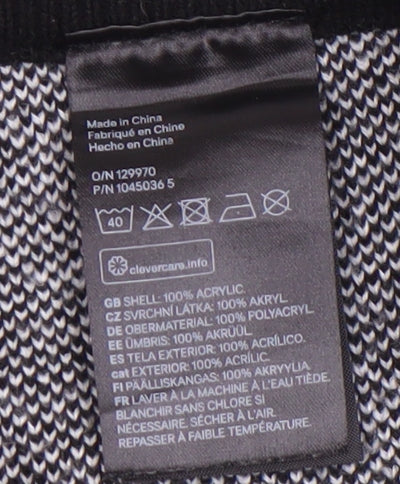 Made in China
Fabriqué en Chine
Hecho en China
O/N 129970
P/N 1045036 5
40
clevercare.info
GB SHELL: 100% ACRYLIC.
CZ SVRCHNÍ LÁTKA: 100% AKRYL.
DE OBERMATERIAL: 100% POLYACRYL.
EE ÜMBRIS: 100% AKRÜÜL.
ES TELA EXTERIOR: 100% ACRÍLICO.
cat EXTERIOR: 100% ACRÍLIC.
FI PÄÄLLISKANGAS: 100% AKRYYLIA
FR LAVER À LA MACHINE À L'EAU TIÈDE.
BLANCHIR SANS CHLORE SI
NÉCESSAIRE. SÉCHER À L'AIR.
REPASSER À FAIBLE TEMPÉRATURE.